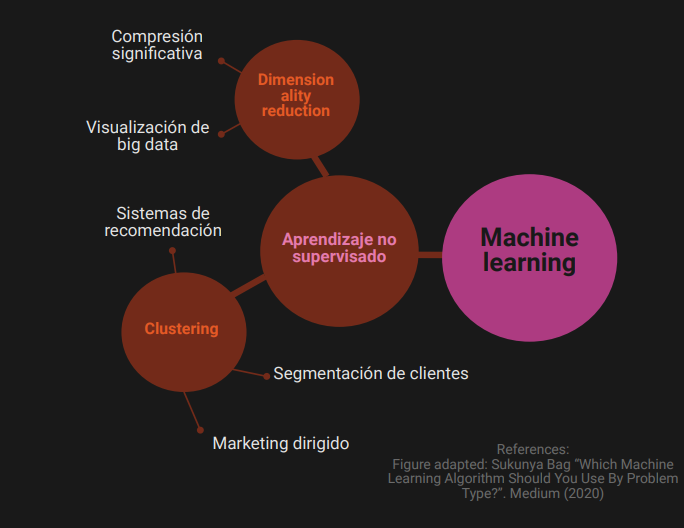 Compresión
significativa
Dimension
ality
reduction
Visualización de
big data
Sistemas de
recomendación
Aprendizaje no
supervisado
Machine
learning
Clustering
Segmentación de clientes
Marketing dirigido
References:
Figure adapted: Sukunya Bag “Which Machine
Learning Algorithm Should You Use By Problem
Type?”. Medium (2020)